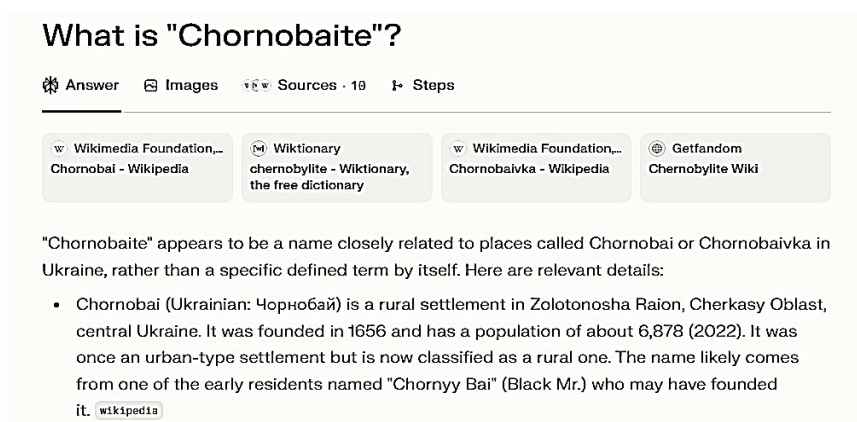 What is "Chornobaite"?
Answer Images Sources · 10 Steps
Wikimedia Foundation,...
Chornobai - Wikipedia
Wiktionary
chernobylite - Wiktionary,
the free dictionary
Wikimedia Foundation,...
Chornobaivka - Wikipedia
Getfandom
Chernobylite Wiki
"Chornobaite" appears to be a name closely related to places called Chornobai or Chornobaivka in
Ukraine, rather than a specific defined term by itself. Here are relevant details:
• Chornobai (Ukrainian: Чорнобай) is a rural settlement in Zolotonosha Raion, Cherkasy Oblast,
central Ukraine. It was founded in 1656 and has a population of about 6,878 (2022). It was
once an urban-type settlement but is now classified as a rural one. The name likely comes
from one of the early residents named "Chornyy Bai" (Black Mr.) who may have founded
it. wikipedia